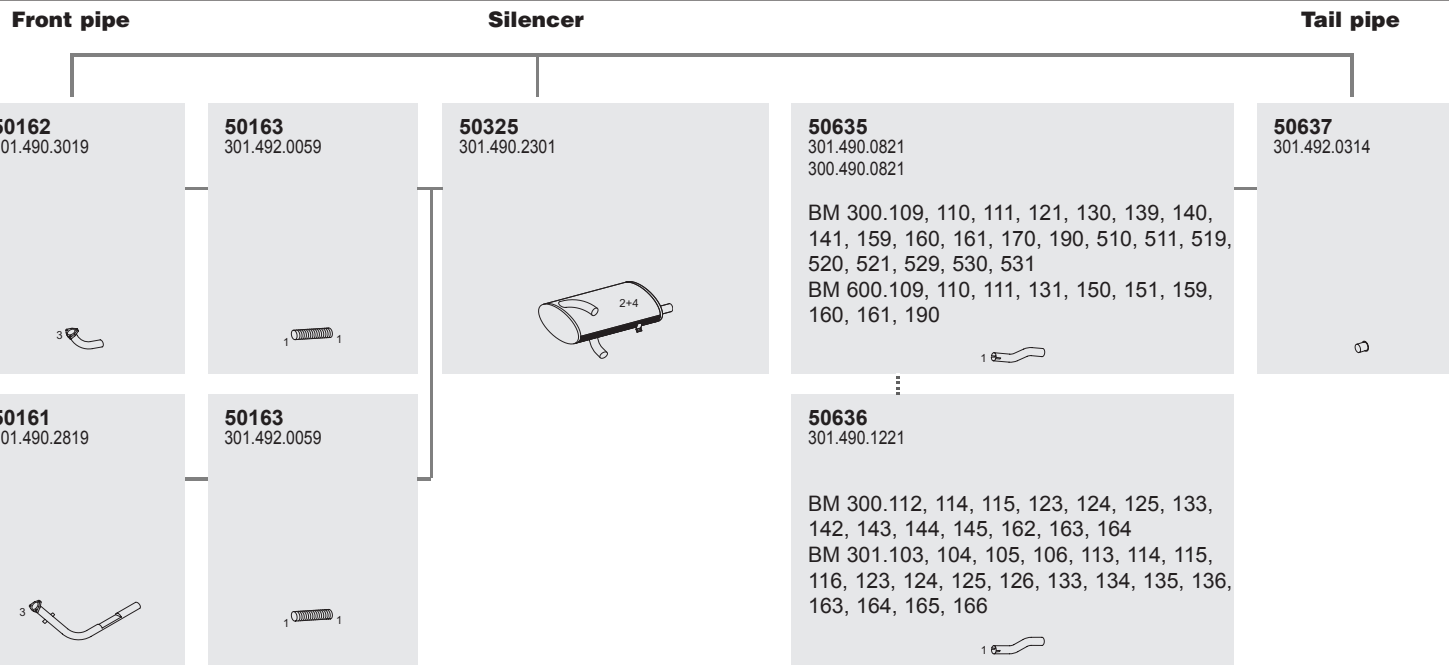 Front pipe
Silencer
Tail pipe
50162
01.490.3019
50163
301.492.0059
50325
301.490.2301
50635
301.490.0821
300.490.0821
50637
301.492.0314
BM 300.109, 110, 111, 121, 130, 139, 140,
141, 159, 160, 161, 170, 190, 510, 511, 519,
520, 521, 529, 530, 531
BM 600.109, 110, 111, 131, 150, 151, 159,
160, 161, 190
3
1
1
2+4
1
50161
01.490.2819
50163
301.492.0059
50636
301.490.1221
BM 300.112, 114, 115, 123, 124, 125, 133,
142, 143, 144, 145, 162, 163, 164
BM 301.103, 104, 105, 106, 113, 114, 115,
116, 123, 124, 125, 126, 133, 134, 135, 136,
163, 164, 165, 166
3
1
1
1